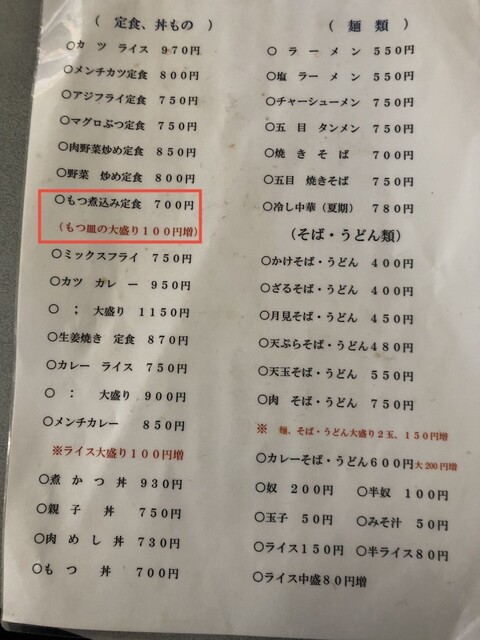 ( 定食、丼もの )
○カツ ライス 970円
○メンチカツ定食 800円
○アジフライ定食 750円
○マグロぶつ定食 750円
○肉野菜炒め定食 850円
○野菜 炒め定食 800円
○もつ煮込み定食 700円
(もつ皿の大盛り100円増)
○ミックスフライ 750円
○カツ カレー 950円
○ ; 大盛り 1150円
○生姜焼き 定食 870円
○カレー ライス 750円
○ : 大盛り 900円
○メンチカレー 850円
※ライス大盛り100円増
○煮 かつ 丼 930円
○親 子 丼 750円
○肉 めし 丼 730円
○もつ 丼 700円
( 麺 類 )
○ ラーメン 550円
○塩 ラーメン 550円
○チャーシューメン 750円
○五目 タンメン 750円
○焼きそば 700円
○五目 焼きそば 750円
○冷し中華(夏期) 780円
(そば・うどん類)
○かけそば・うどん 400円
○ざるそば・うどん 400円
○月見そば・うどん 450円
○天ぷらそば・うどん480円
○天玉そば・うどん 550円
○肉 そば・うどん 750円
※ 麺、そば・うどん大盛り2玉、150円増
○カレーそば・うどん600円大200円増
○奴 200円 ○半奴 100円
○玉子 50円 ○みそ汁 50円
○ライス150円 ○半ライス80円
○ライス中盛80円増